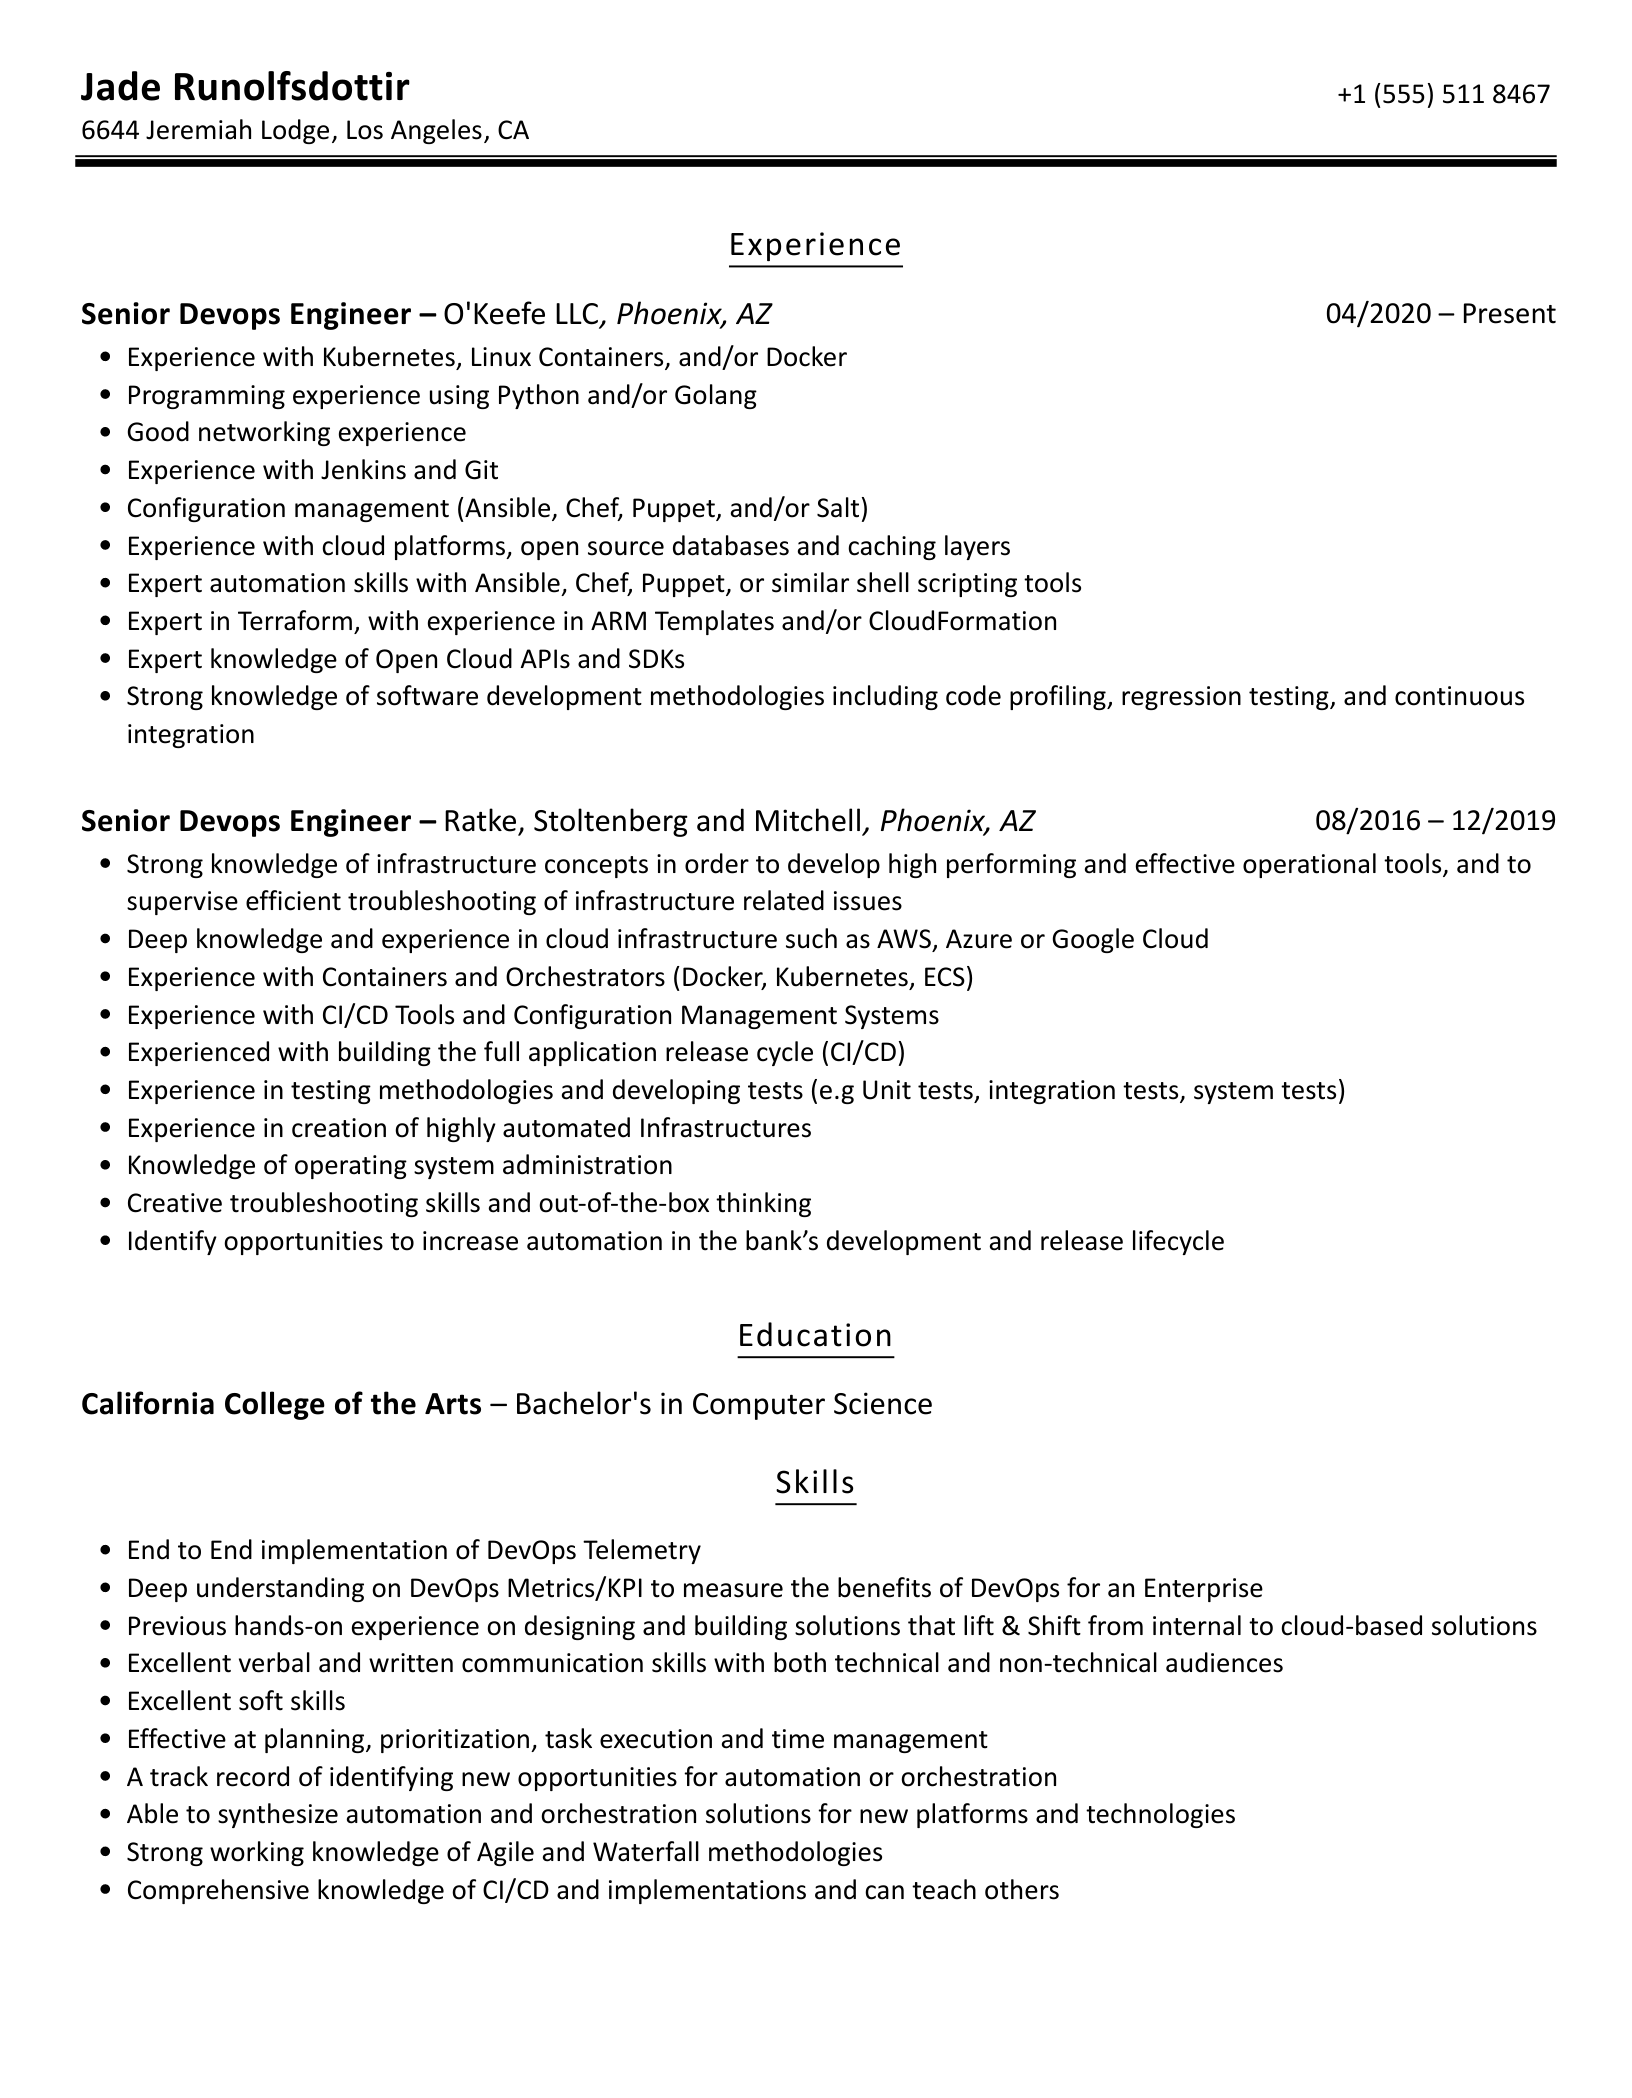 Jade Runolfsdottir
+1 (555) 511 8467
6644 Jeremiah Lodge, Los Angeles, CA
Experience
Senior Devops Engineer – O'Keefe LLC, Phoenix, AZ 04/2020 – Present
• Experience with Kubernetes, Linux Containers, and/or Docker
• Programming experience using Python and/or Golang
• Good networking experience
• Experience with Jenkins and Git
• Configuration management (Ansible, Chef, Puppet, and/or Salt)
• Experience with cloud platforms, open source databases and caching layers
• Expert automation skills with Ansible, Chef, Puppet, or similar shell scripting tools
• Expert in Terraform, with experience in ARM Templates and/or CloudFormation
• Expert knowledge of Open Cloud APIs and SDKs
• Strong knowledge of software development methodologies including code profiling, regression testing, and continuous
integration
Senior Devops Engineer – Ratke, Stoltenberg and Mitchell, Phoenix, AZ 08/2016 – 12/2019
• Strong knowledge of infrastructure concepts in order to develop high performing and effective operational tools, and to
supervise efficient troubleshooting of infrastructure related issues
• Deep knowledge and experience in cloud infrastructure such as AWS, Azure or Google Cloud
• Experience with Containers and Orchestrators (Docker, Kubernetes, ECS)
• Experience with CI/CD Tools and Configuration Management Systems
• Experienced with building the full application release cycle (CI/CD)
• Experience in testing methodologies and developing tests (e.g Unit tests, integration tests, system tests)
• Experience in creation of highly automated Infrastructures
• Knowledge of operating system administration
• Creative troubleshooting skills and out-of-the-box thinking
• Identify opportunities to increase automation in the bank’s development and release lifecycle
Education
California College of the Arts – Bachelor's in Computer Science
Skills
• End to End implementation of DevOps Telemetry
• Deep understanding on DevOps Metrics/KPI to measure the benefits of DevOps for an Enterprise
• Previous hands-on experience on designing and building solutions that lift & Shift from internal to cloud-based solutions
• Excellent verbal and written communication skills with both technical and non-technical audiences
• Excellent soft skills
• Effective at planning, prioritization, task execution and time management
• A track record of identifying new opportunities for automation or orchestration
• Able to synthesize automation and orchestration solutions for new platforms and technologies
• Strong working knowledge of Agile and Waterfall methodologies
• Comprehensive knowledge of CI/CD and implementations and can teach others